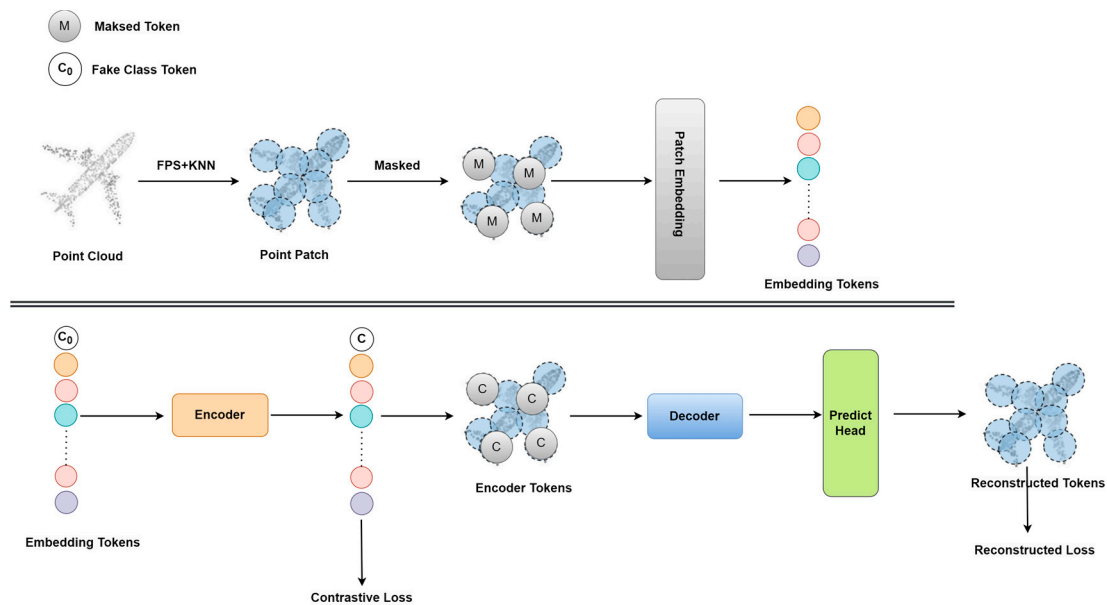 M Maksed Token
C₀ Fake Class Token
FPS+KNN
Masked
M
M
M
M
Patch Embedding
Point Cloud
Point Patch
Embedding Tokens
C₀
C
Encoder
C
C
C
C
Decoder
Predict
Head
Encoder Tokens
Reconstructed Tokens
Embedding Tokens
Reconstructed Loss
Contrastive Loss